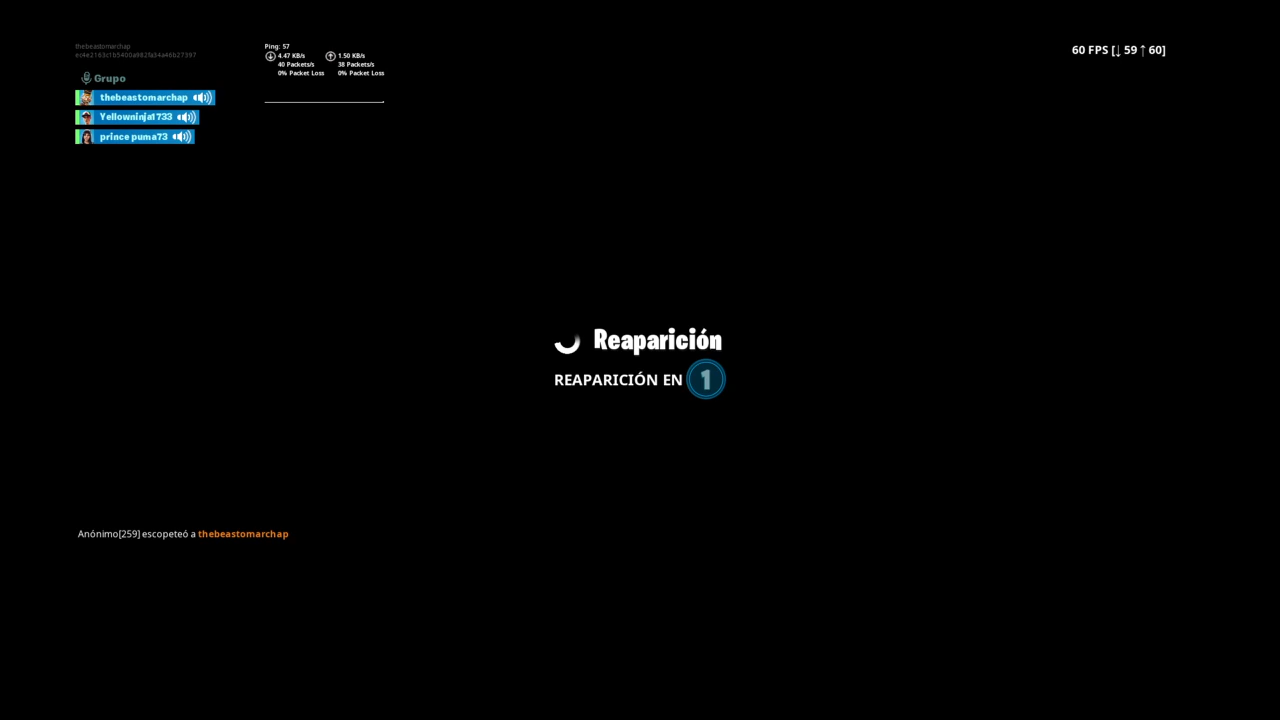 thebeastomarchap
ec4e2163c1b5400a982fa34a46b27397
Grupo
thebeastomarchap
Yellowninja1733
prince puma73
Ping: 57
4.47 KB/s 1.50 KB/s
40 Packets/s 38 Packets/s
0% Packet Loss 0% Packet Loss
60 FPS [↓ 59 ↑ 60]
Reaparición
REAPARICIÓN EN 1
Anónimo[259] escopeteó a thebeastomarchap